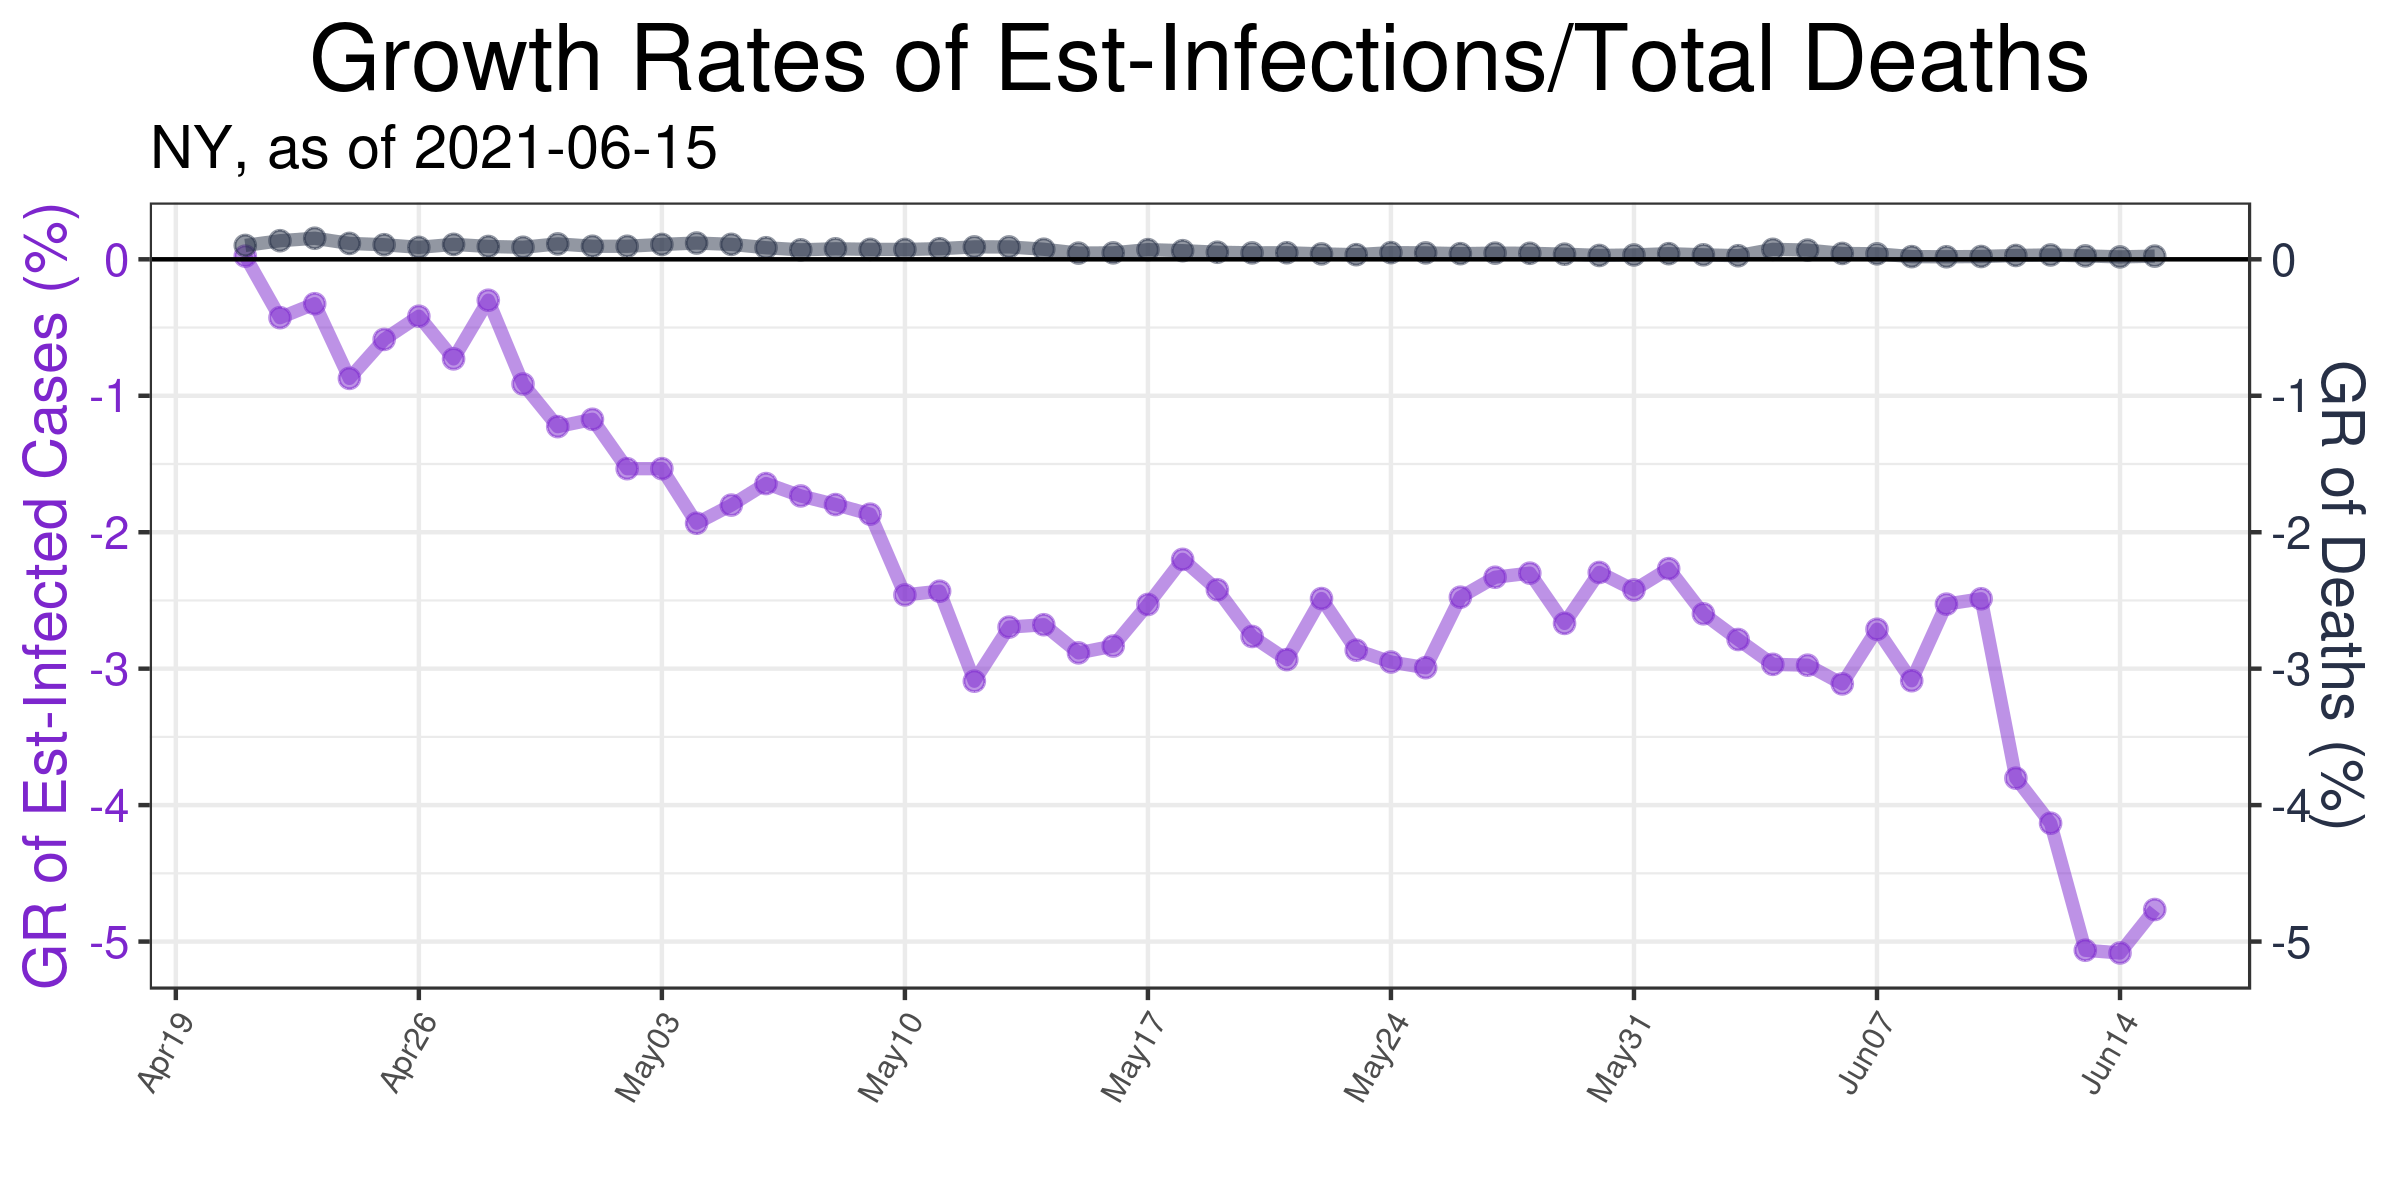 Growth Rates of Est-Infections/Total Deaths
NY, as of 2021-06-15
GR of Est-Infected Cases (%)
0
-1
-2
-3
-4
-5
0
-1
-2
-3
-4
-5
GR of Deaths (%)
Apr19
Apr26
May03
May10
May17
May24
May31
Jun07
Jun14